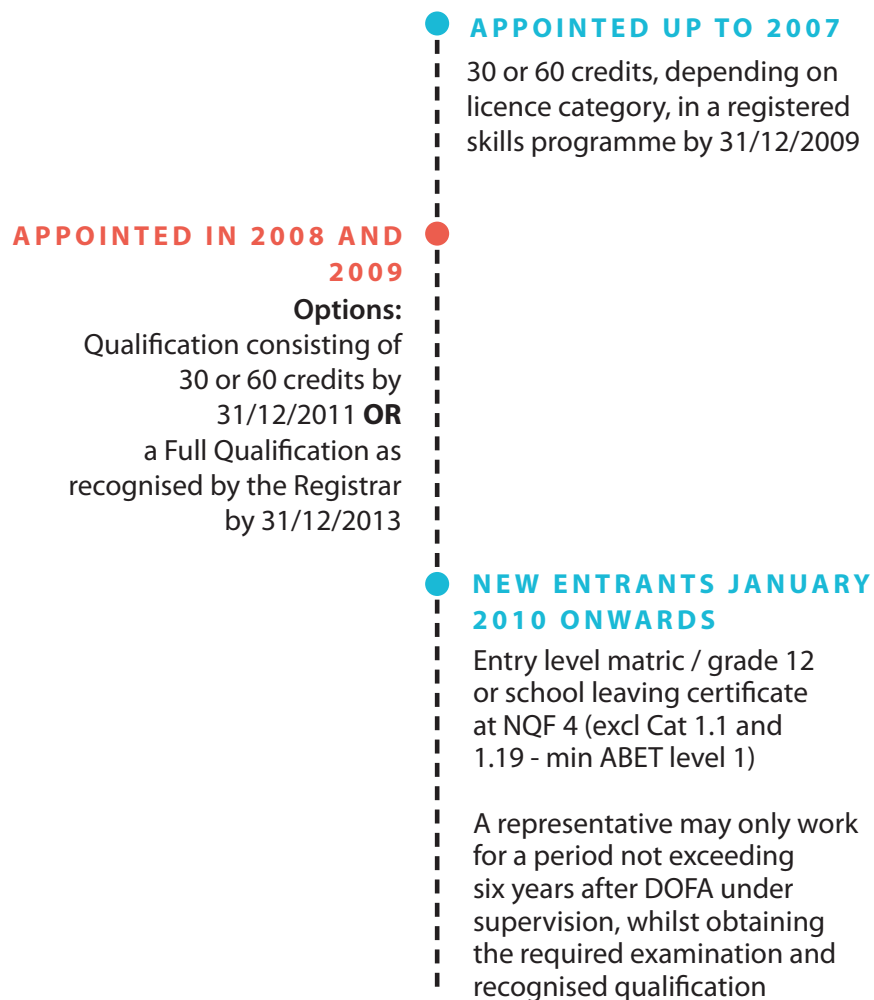 APPOINTED UP TO 2007
30 or 60 credits, depending on
licence category, in a registered
skills programme by 31/12/2009
APPOINTED IN 2008 AND
2009
Options:
Qualification consisting of
30 or 60 credits by
31/12/2011 OR
a Full Qualification as
recognised by the Registrar
by 31/12/2013
NEW ENTRANTS JANUARY
2010 ONWARDS
Entry level matric / grade 12
or school leaving certificate
at NQF 4 (excl Cat 1.1 and
1.19 - min ABET level 1)
A representative may only work
for a period not exceeding
six years after DOFA under
supervision, whilst obtaining
the required examination and
recognised qualification